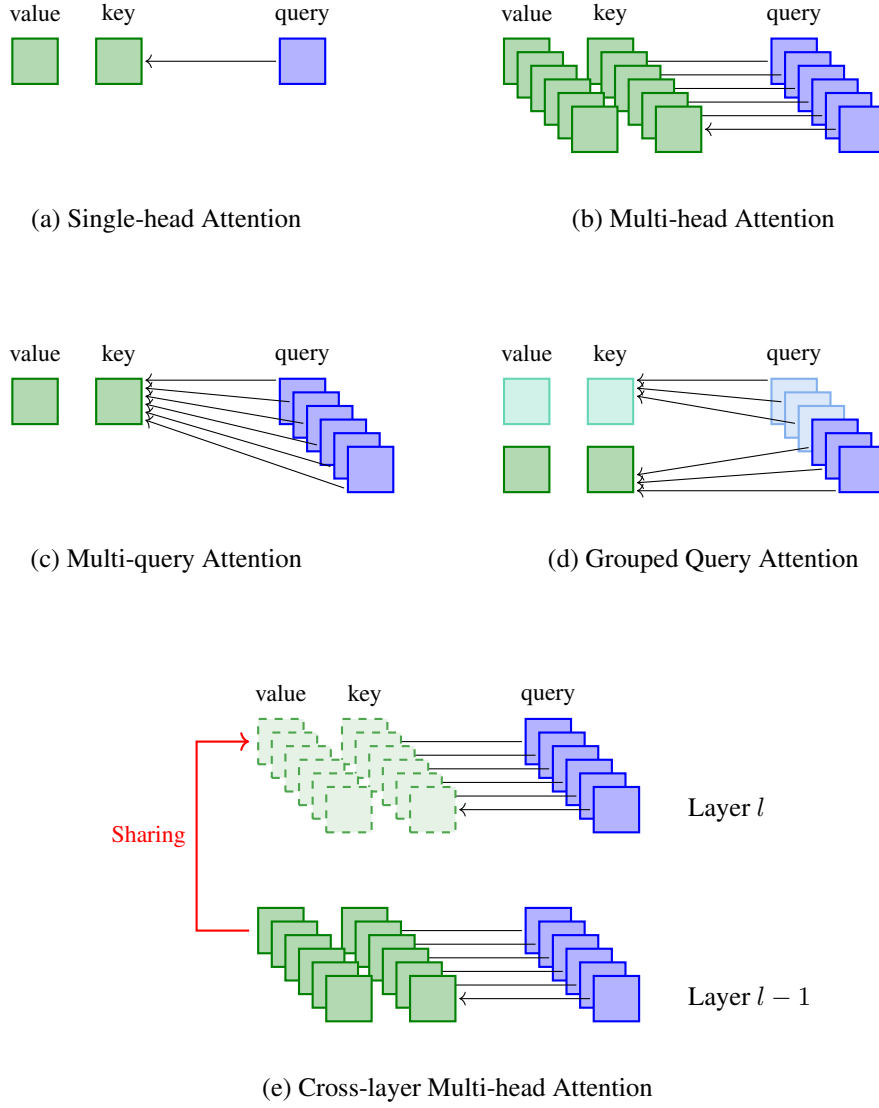 value key query
value key query
(a) Single-head Attention
(b) Multi-head Attention
value key query
value key query
(c) Multi-query Attention
(d) Grouped Query Attention
value key query
Layer l
Sharing
Layer l − 1
(e) Cross-layer Multi-head Attention